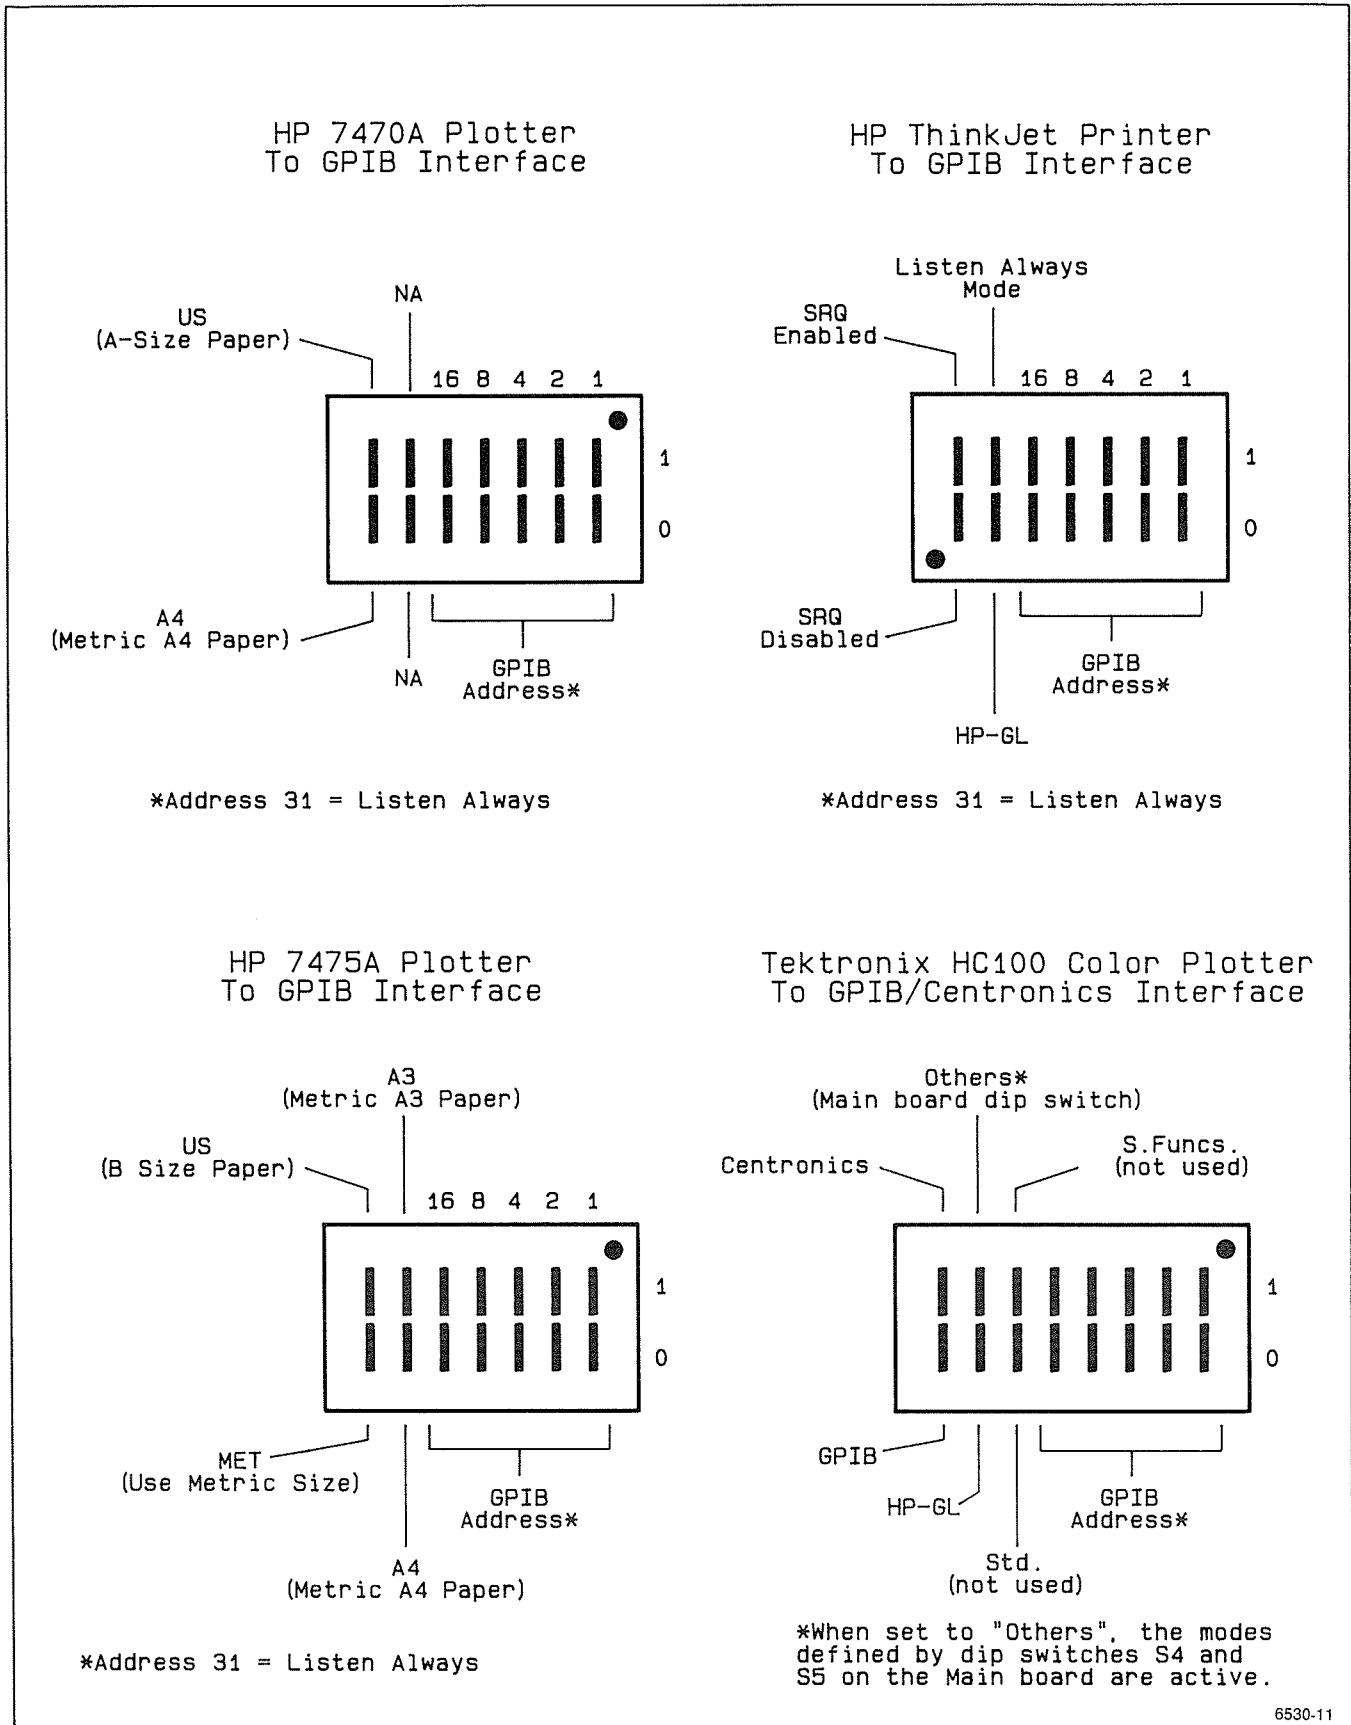 HP 7470A Plotter
To GPIB Interface
NA
US
(A-Size Paper)
16 8 4 2 1
1
0
A4
(Metric A4 Paper)
NA
GPIB
Address*
*Address 31 = Listen Always
HP ThinkJet Printer
To GPIB Interface
Listen Always
Mode
SRQ
Enabled
16 8 4 2 1
1
0
SRQ
Disabled
GPIB
Address*
HP-GL
*Address 31 = Listen Always
HP 7475A Plotter
To GPIB Interface
A3
(Metric A3 Paper)
US
(B Size Paper)
16 8 4 2 1
1
0
MET
(Use Metric Size)
GPIB
Address*
A4
(Metric A4 Paper)
*Address 31 = Listen Always
Tektronix HC100 Color Plotter
To GPIB/Centronics Interface
Others*
(Main board dip switch)
Centronics
S.Funcs.
(not used)
1
0
GPIB
HP-GL
GPIB
Address*
Std.
(not used)
*When set to "Others", the modes
defined by dip switches S4 and
S5 on the Main board are active.
6530-11